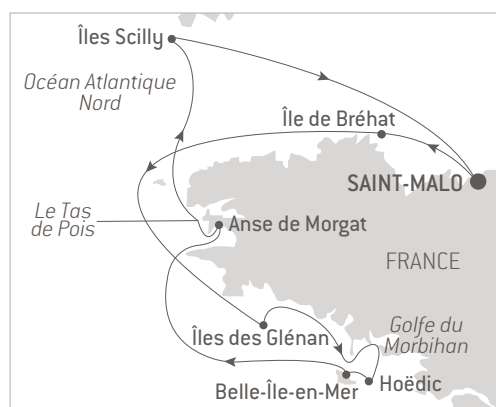 Îles Scilly
Océan Atlantique
Nord
Île de Bréhat
SAINT-MALO
Le Tas
de Pois
Anse de Morgat
FRANCE
Îles des Glénan
Golfe du
Morbihan
Belle-Île-en-Mer
Hoëdic